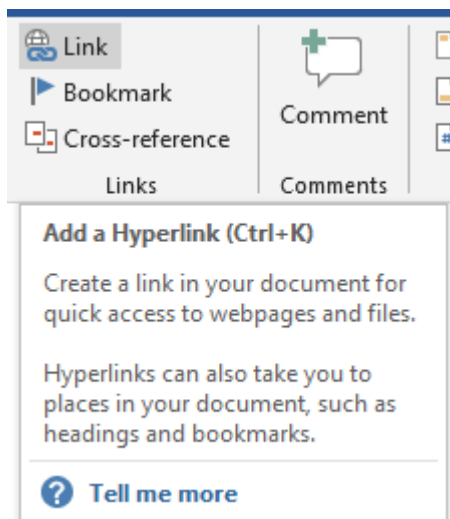 Link
Bookmark
Cross-reference
Links
Comment
Comments
#
Add a Hyperlink (Ctrl+K)
Create a link in your document for
quick access to webpages and files.
Hyperlinks can also take you to
places in your document, such as
headings and bookmarks.
? Tell me more